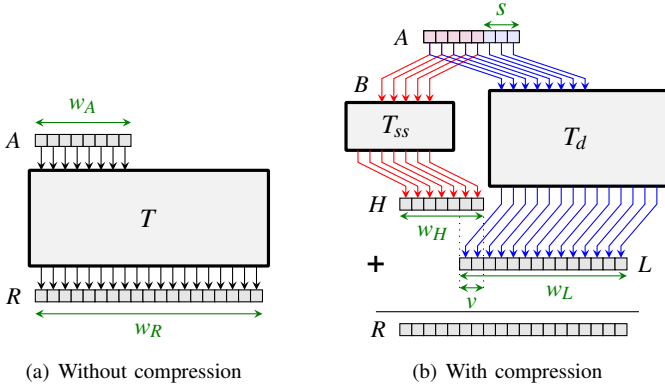 s
A
B
w_A
T_ss
T_d
A
T
H
w_H
+
L
v
w_L
R
w_R
R
(a) Without compression
(b) With compression